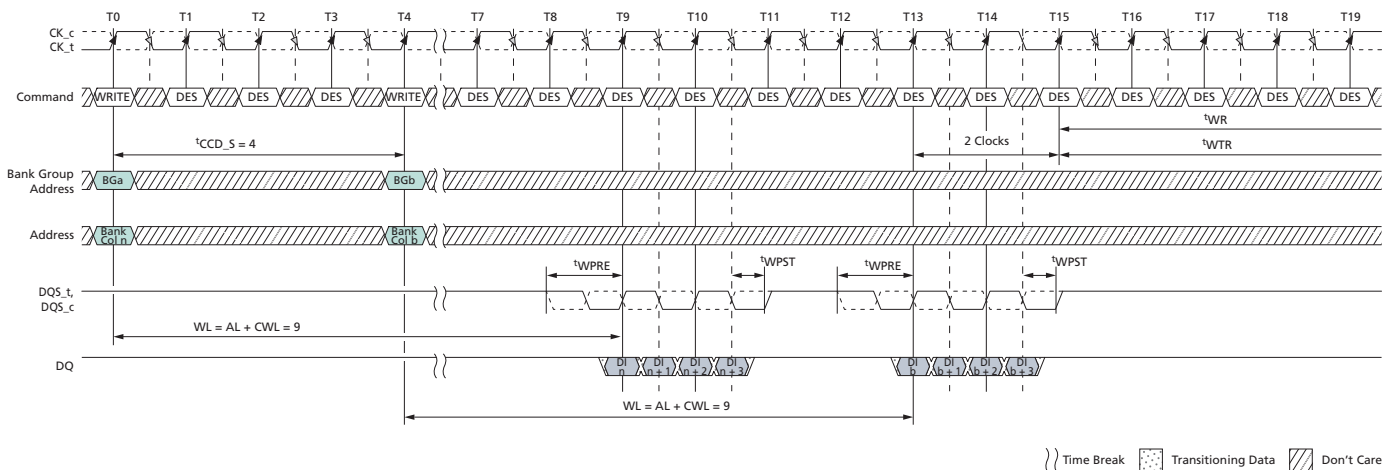 T0 T1 T2 T3 T4 T7 T8 T9 T10 T11 T12 T13 T14 T15 T16 T17 T18 T19
CK_c
CK_t
Command WRITE DES DES DES WRITE DES DES DES DES DES DES DES DES DES DES DES DES DES
tWR
tCCD_S = 4 2 Clocks
tWTR
Bank Group
Address
BGa BGb
Address
Bank
Col n
Bank
Col b
tWPRE tWPST tWPRE tWPST
DQS_t,
DQS_c
WL = AL + CWL = 9
DQ
DI
n
DI
n + 1
DI
n + 2
DI
n + 3
DI
b
DI
b + 1
DI
b + 2
DI
b + 3
WL = AL + CWL = 9
Time Break Transitioning Data Don't Care